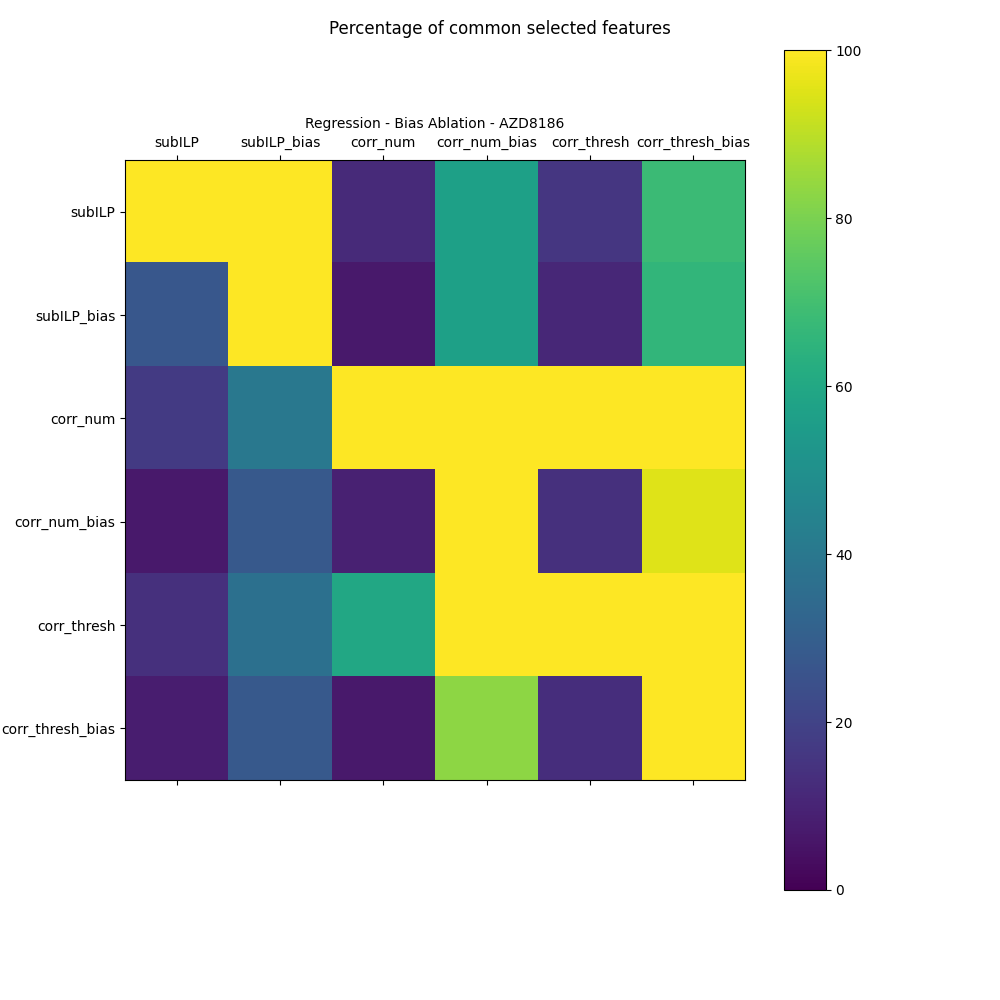 Percentage of common selected features
Regression - Bias Ablation - AZD8186
subILP subILP_bias corr_num corr_num_bias corr_thresh corr_thresh_bias
subILP
subILP_bias
corr_num
corr_num_bias
corr_thresh
corr_thresh_bias
100
80
60
40
20
0